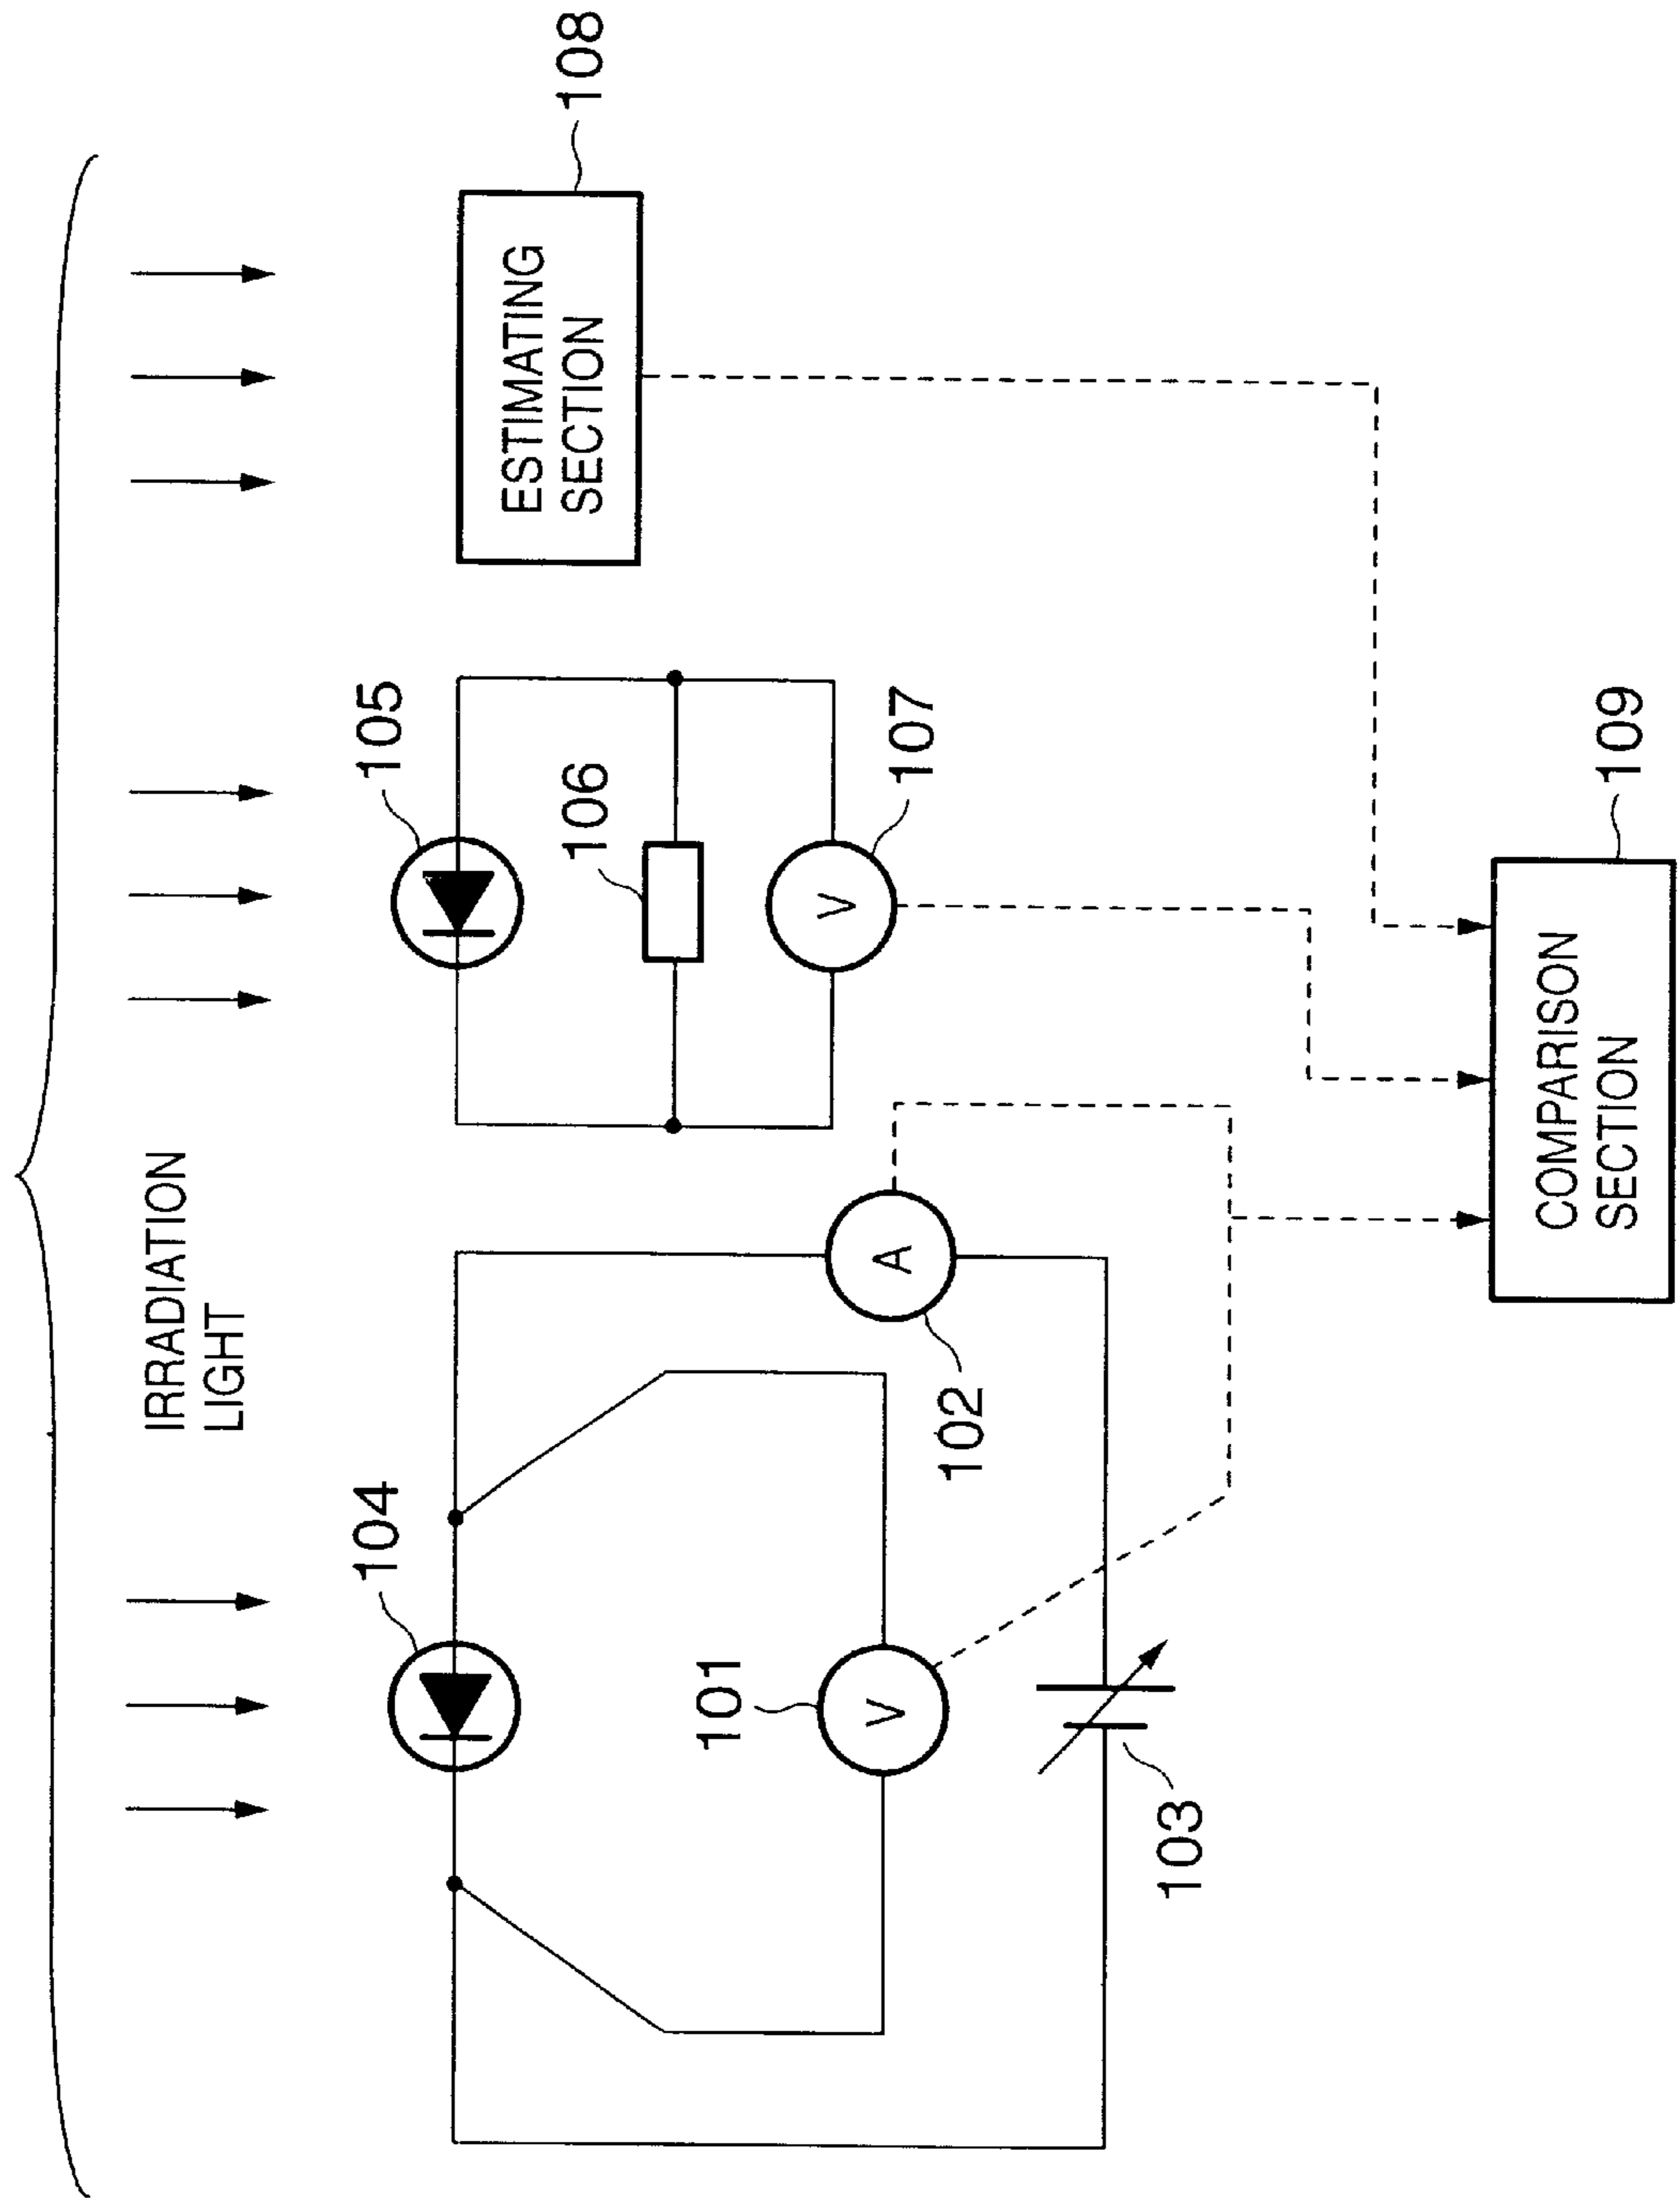 IRRADIATION
LIGHT
104
105
108
ESTIMATING
SECTION
106
101
V
102
A
107
V
103
109
COMPARISON
SECTION